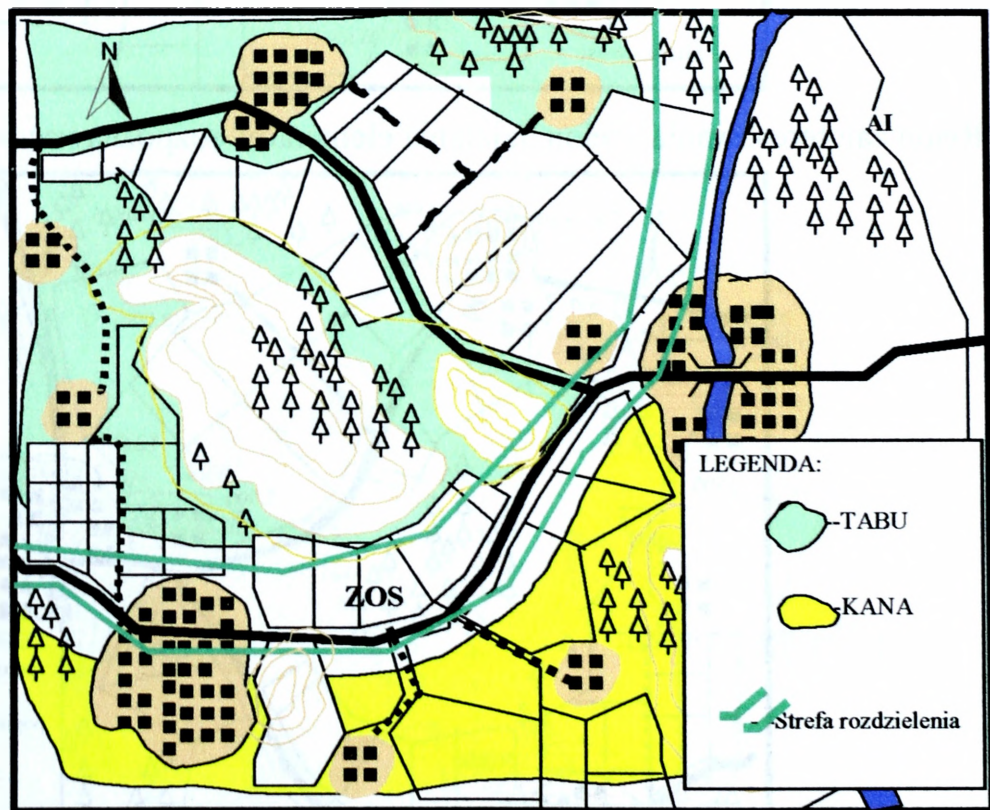 N
AI
ZOS
LEGENDA:
--TABU
-KANA
--Strefa rozdzielenia